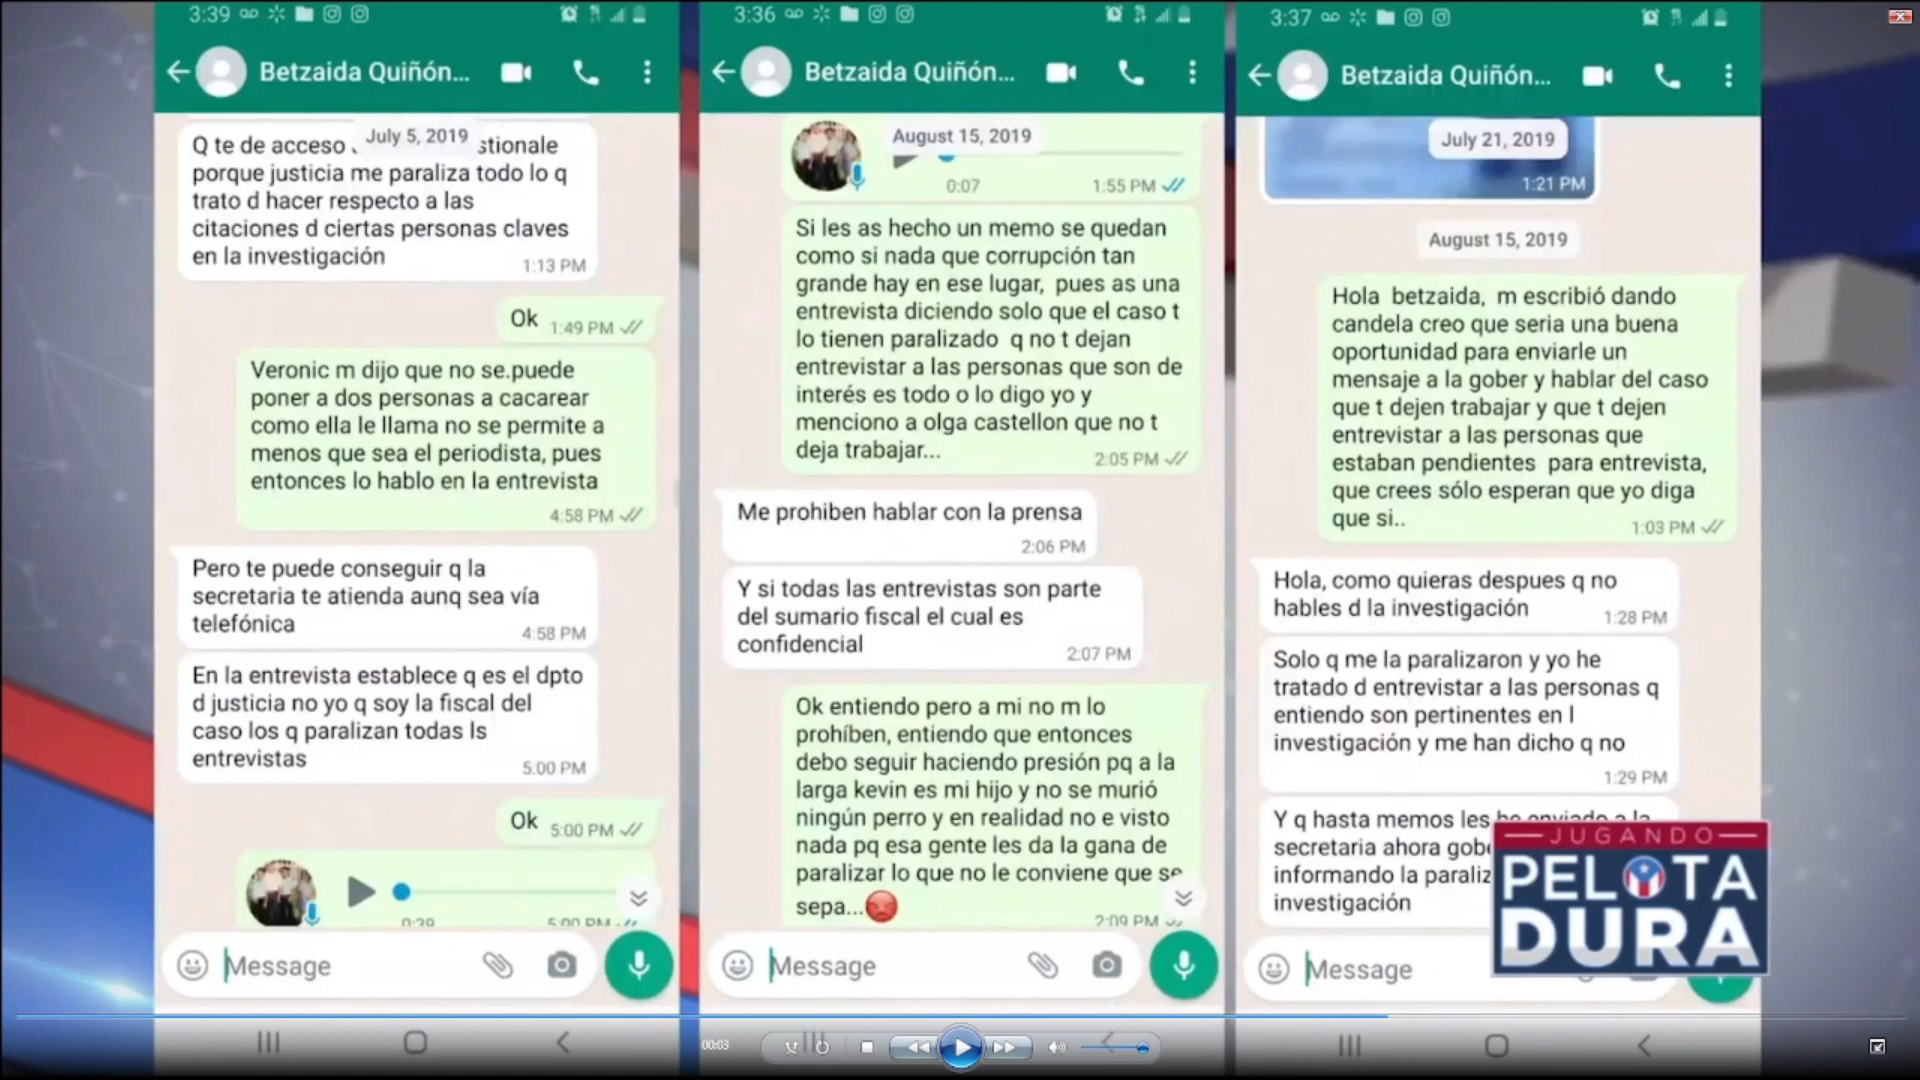 3:39
Betzaida Quiñón...
July 5, 2019
Q te de acceso
stionale
porque justicia me paraliza todo lo q
trato d hacer respecto a las
citaciones d ciertas personas claves
en la investigación
1:13 PM
Ok 1:49 PM
Veronic m dijo que no se.puede
poner a dos personas a cacarear
como ella le llama no se permite a
menos que sea el periodista, pues
entonces lo hablo en la entrevista
4:58 PM
Pero te puede conseguir q la
secretaria te atienda aunq sea vía
telefónica
4:58 PM
En la entrevista establece q es el dpto
d justicia no yo q soy la fiscal del
caso los q paralizan todas ls
entrevistas
5:00 PM
Ok 5:00 PM
0:39 5:00 PM
Message
3:36
Betzaida Quiñón...
August 15, 2019
0:07 1:55 PM
Si les as hecho un memo se quedan
como si nada que corrupción tan
grande hay en ese lugar, pues as una
entrevista diciendo solo que el caso t
lo tienen paralizado q no t dejan
entrevistar a las personas que son de
interés es todo o lo digo yo y
menciono a olga castellon que no t
deja trabajar...
2:05 PM
Me prohiben hablar con la prensa
2:06 PM
Y si todas las entrevistas son parte
del sumario fiscal el cual es
confidencial
2:07 PM
Ok entiendo pero a mi no m lo
prohíben, entiendo que entonces
debo seguir haciendo presión pq a la
larga kevin es mi hijo y no se murió
ningún perro y en realidad no e visto
nada pq esa gente les da la gana de
paralizar lo que no le conviene que se
sepa...
2:09 PM
Message
3:37
Betzaida Quiñón...
July 21, 2019
1:21 PM
August 15, 2019
Hola betzaida, m escribió dando
candela creo que seria una buena
oportunidad para enviarle un
mensaje a la gober y hablar del caso
que t dejen trabajar y que t dejen
entrevistar a las personas que
estaban pendientes para entrevista,
que crees sólo esperan que yo diga
que si..
1:03 PM
Hola, como quieras despues q no
hables d la investigación
1:28 PM
Solo q me la paralizaron y yo he
tratado d entrevistar a las personas q
entiendo son pertinentes en l
investigación y me han dicho q no
1:29 PM
Y q hasta memos les he enviado a la
secretaria ahora gobe
informando la paraliz
investigación
Message
JUGANDO
PELOTA
DURA
00:03